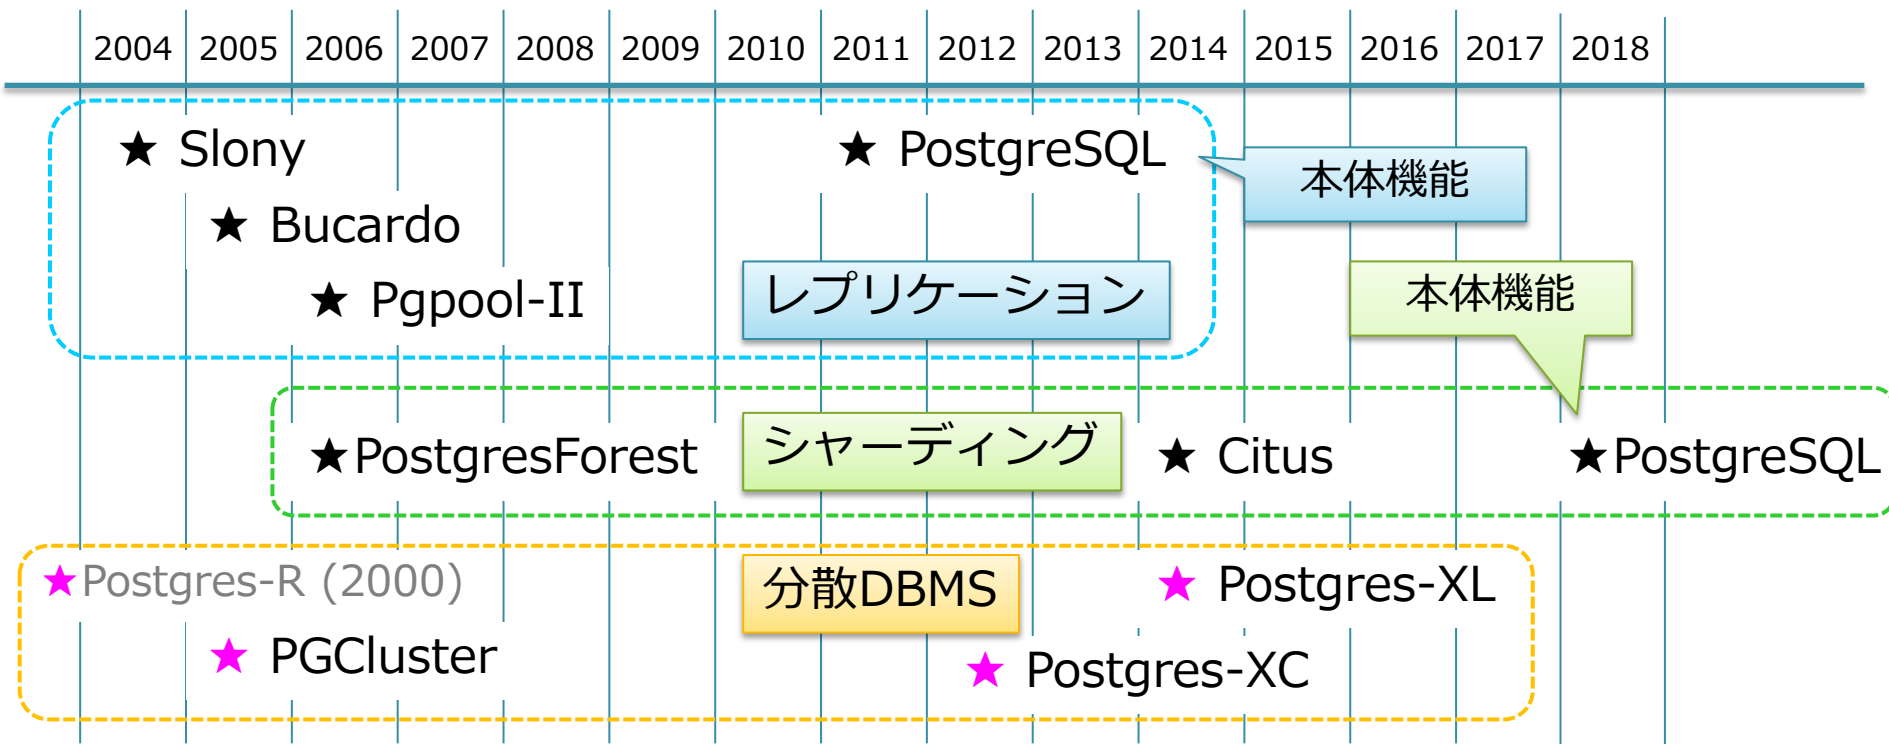 2004 2005 2006 2007 2008 2009 2010 2011 2012 2013 2014 2015 2016 2017 2018
★ Slony
★ PostgreSQL
本体機能
★ Bucardo
★ Pgpool-II
レプリケーション
本体機能
★PostgresForest
シャーディング
★ Citus
★PostgreSQL
★Postgres-R (2000)
分散DBMS
★ Postgres-XL
★ PGCluster
★ Postgres-XC